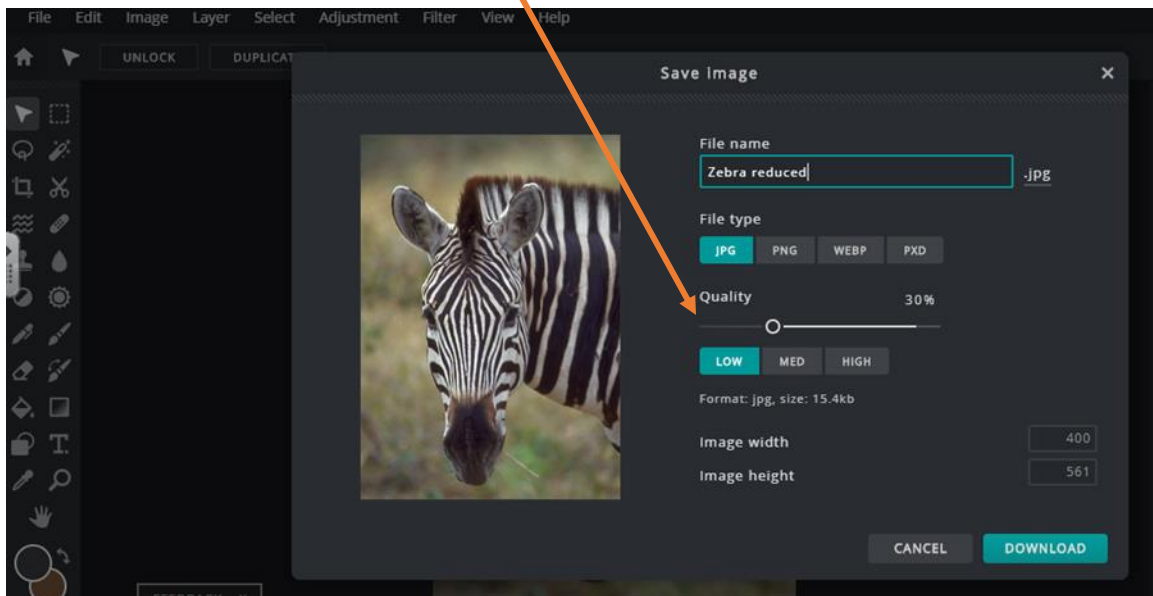 File Edit Image Layer Select Adjustment Filter View Help
UNLOCK DUPLICAT
Save image
File name
Zebra reduced .jpg
File type
JPG PNG WEBP PXD
Quality 30%
LOW MED HIGH
Format: jpg, size: 15.4kb
Image width 400
Image height 561
CANCEL DOWNLOAD